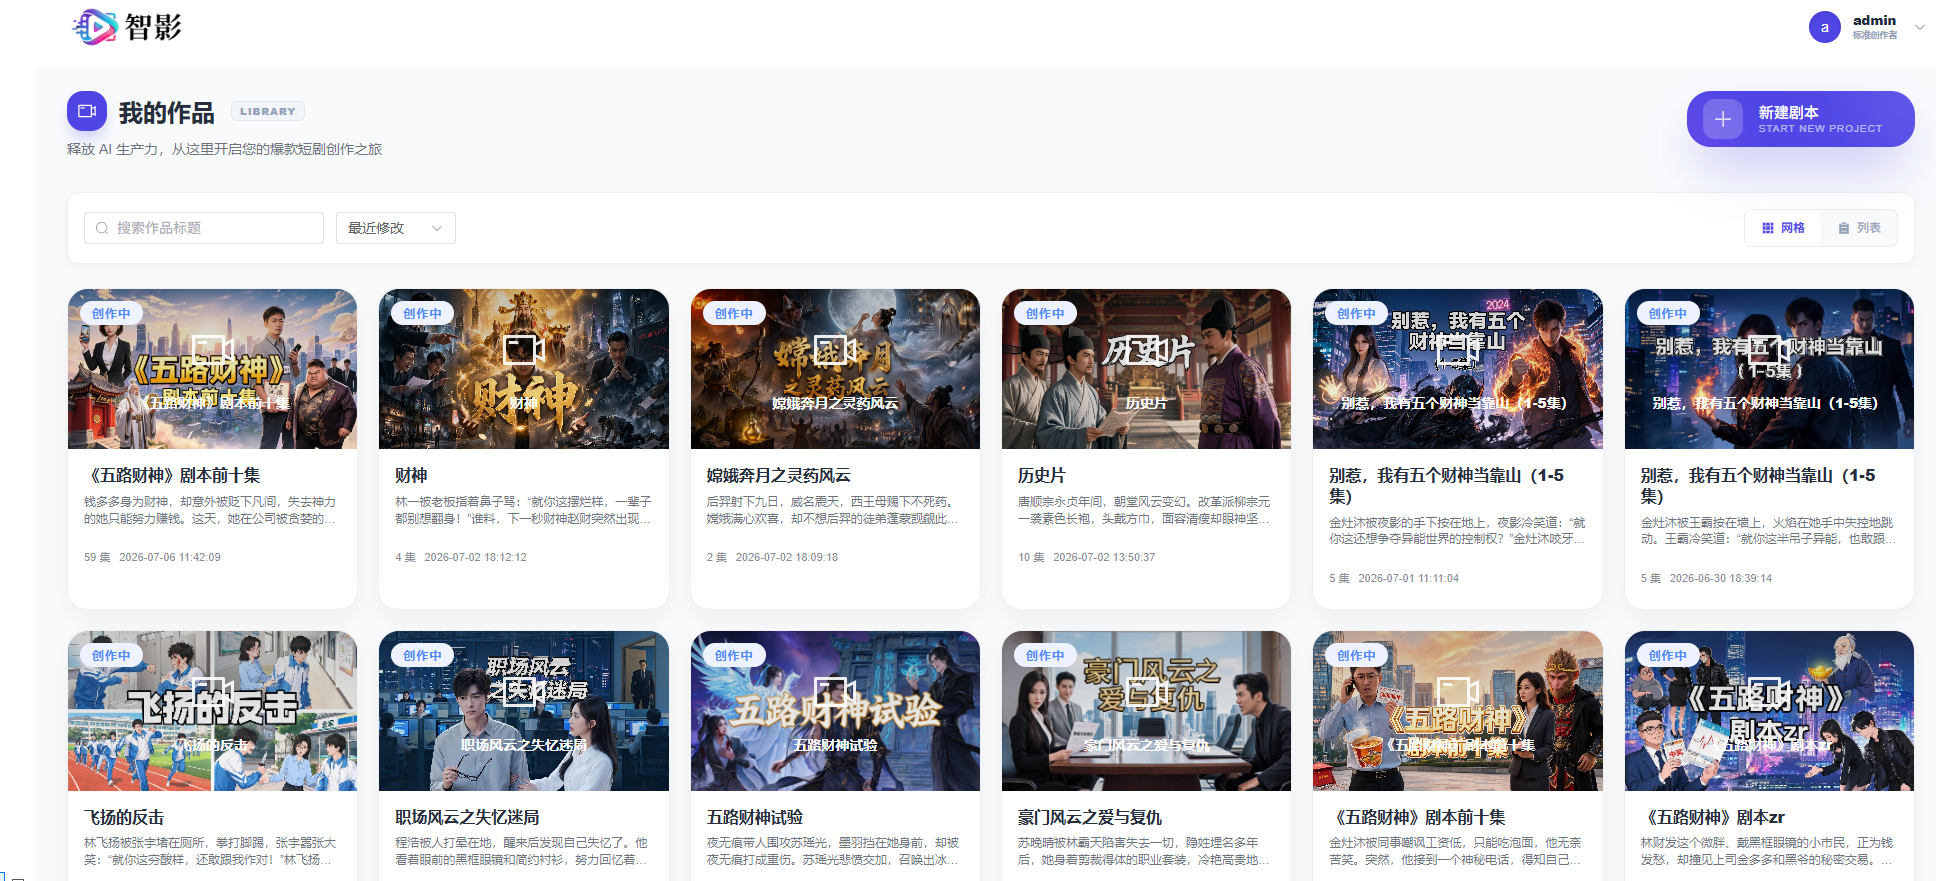 智影
a
admin
标准创作者
我的作品
LIBRARY
释放 AI 生产力，从这里开启您的爆款短剧创作之旅
新建剧本
START NEW PROJECT
搜索作品标题
最近修改
网格
列表
创作中
《五路财神》
剧本前十集
《五路财神》剧本前十集
《五路财神》剧本前十集
钱多多身为财神，却意外被贬下凡间，失去神力
的她只能努力赚钱。这天，她在公司被贪婪的...
59 集 2026-07-06 11:42:09
创作中
财神
财神
财神
林一被老板指着鼻子骂：“就你这摆烂样，一辈子
都别想翻身！”谁料，下一秒财神赵财突然出现...
4 集 2026-07-02 18:12:12
创作中
嫦娥奔月
之灵药风云
嫦娥奔月之灵药风云
嫦娥奔月之灵药风云
后羿射下九日，威名震天，西王母赐下不死药。
嫦娥满心欢喜，却不想后羿的徒弟蓬蒙觊觎此...
2 集 2026-07-02 18:09:18
创作中
历史片
历史片
历史片
唐顺宗永贞年间，朝堂风云变幻。改革派柳宗元
一袭素色长袍，头戴方巾，面容清瘦却眼神坚...
10 集 2026-07-02 13:50:37
创作中
2024
别惹，我有五个
财神当靠山
别惹，我有五个财神当靠山（1-5集）
别惹，我有五个财神当靠山（1-5
集）
金灶沐被夜影的手下按在地上，夜影冷笑道：“就
你这还想争夺异能世界的控制权？”金灶沐咬牙...
5 集 2026-07-01 11:11:04
创作中
别惹，我有五个财神当靠山
（1-5集）
别惹，我有五个财神当靠山（1-5集）
别惹，我有五个财神当靠山（1-5
集）
金灶沐被王霸按在墙上，火焰在她手中失控地跳
动。王霸冷笑道：“就你这半吊子异能，也敢跟...
5 集 2026-06-30 18:39:14
创作中
飞扬的反击
飞扬的反击
飞扬的反击
林飞扬被张宇堵在厕所，拳打脚踢，张宇嚣张大
笑：“就你这穷酸样，还敢跟我作对！”林飞扬...
创作中
职场风云
之失忆迷局
职场风云之失忆迷局
职场风云之失忆迷局
程浩被人打晕在地，醒来后发现自己失忆了。他
看着眼前的黑框眼镜和简约衬衫，努力回忆着...
创作中
五路财神试验
五路财神试验
五路财神试验
夜无痕带人围攻苏瑶光，墨羽挡在她身前，却被
夜无痕打成重伤。苏瑶光悲愤交加，召唤出冰...
创作中
豪门风云之
爱与复仇
豪门风云之爱与复仇
豪门风云之爱与复仇
苏晚晴被林霸天陷害失去一切，隐姓埋名多年
后，她身着剪裁得体的职业套装，冷艳高贵地...
创作中
《五路财神》
剧本前十集
《五路财神》剧本前十集
《五路财神》剧本前十集
金灶沐被同事嘲讽工资低，只能吃泡面，他无奈
苦笑。突然，他接到一个神秘电话，得知自己...
创作中
《五路财神》
剧本zr
《五路财神》剧本zr
《五路财神》剧本zr
林财发这个微胖、戴黑框眼镜的小市民，正为钱
发愁，却撞见上司金多多和黑爷的秘密交易。...